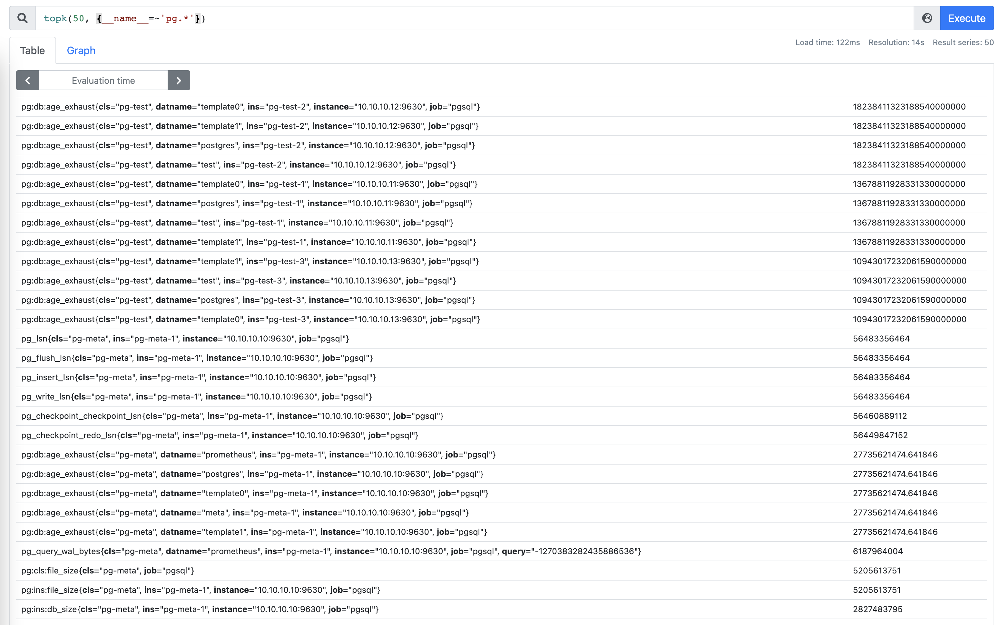 topk(50, {__name__=~'pg.*'})
Execute
Table
Graph
Load time: 122ms Resolution: 14s Result series: 50
Evaluation time
pg:db:age_exhaust{cls="pg-test", datname="template0", ins="pg-test-2", instance="10.10.10.12:9630", job="pgsql"} 18238411323188540000000
pg:db:age_exhaust{cls="pg-test", datname="template1", ins="pg-test-2", instance="10.10.10.12:9630", job="pgsql"} 18238411323188540000000
pg:db:age_exhaust{cls="pg-test", datname="postgres", ins="pg-test-2", instance="10.10.10.12:9630", job="pgsql"} 18238411323188540000000
pg:db:age_exhaust{cls="pg-test", datname="test", ins="pg-test-2", instance="10.10.10.12:9630", job="pgsql"} 18238411323188540000000
pg:db:age_exhaust{cls="pg-test", datname="template0", ins="pg-test-1", instance="10.10.10.11:9630", job="pgsql"} 13678811928331330000000
pg:db:age_exhaust{cls="pg-test", datname="postgres", ins="pg-test-1", instance="10.10.10.11:9630", job="pgsql"} 13678811928331330000000
pg:db:age_exhaust{cls="pg-test", datname="test", ins="pg-test-1", instance="10.10.10.11:9630", job="pgsql"} 13678811928331330000000
pg:db:age_exhaust{cls="pg-test", datname="template1", ins="pg-test-1", instance="10.10.10.11:9630", job="pgsql"} 13678811928331330000000
pg:db:age_exhaust{cls="pg-test", datname="template1", ins="pg-test-3", instance="10.10.10.13:9630", job="pgsql"} 10943017232061590000000
pg:db:age_exhaust{cls="pg-test", datname="test", ins="pg-test-3", instance="10.10.10.13:9630", job="pgsql"} 10943017232061590000000
pg:db:age_exhaust{cls="pg-test", datname="postgres", ins="pg-test-3", instance="10.10.10.13:9630", job="pgsql"} 10943017232061590000000
pg:db:age_exhaust{cls="pg-test", datname="template0", ins="pg-test-3", instance="10.10.10.13:9630", job="pgsql"} 10943017232061590000000
pg_lsn{cls="pg-meta", ins="pg-meta-1", instance="10.10.10.10:9630", job="pgsql"} 56483356464
pg_flush_lsn{cls="pg-meta", ins="pg-meta-1", instance="10.10.10.10:9630", job="pgsql"} 56483356464
pg_insert_lsn{cls="pg-meta", ins="pg-meta-1", instance="10.10.10.10:9630", job="pgsql"} 56483356464
pg_write_lsn{cls="pg-meta", ins="pg-meta-1", instance="10.10.10.10:9630", job="pgsql"} 56483356464
pg_checkpoint_checkpoint_lsn{cls="pg-meta", ins="pg-meta-1", instance="10.10.10.10:9630", job="pgsql"} 56460889112
pg_checkpoint_redo_lsn{cls="pg-meta", ins="pg-meta-1", instance="10.10.10.10:9630", job="pgsql"} 56449847152
pg:db:age_exhaust{cls="pg-meta", datname="prometheus", ins="pg-meta-1", instance="10.10.10.10:9630", job="pgsql"} 27735621474.641846
pg:db:age_exhaust{cls="pg-meta", datname="postgres", ins="pg-meta-1", instance="10.10.10.10:9630", job="pgsql"} 27735621474.641846
pg:db:age_exhaust{cls="pg-meta", datname="template0", ins="pg-meta-1", instance="10.10.10.10:9630", job="pgsql"} 27735621474.641846
pg:db:age_exhaust{cls="pg-meta", datname="meta", ins="pg-meta-1", instance="10.10.10.10:9630", job="pgsql"} 27735621474.641846
pg:db:age_exhaust{cls="pg-meta", datname="template1", ins="pg-meta-1", instance="10.10.10.10:9630", job="pgsql"} 27735621474.641846
pg_query_wal_bytes{cls="pg-meta", datname="prometheus", ins="pg-meta-1", instance="10.10.10.10:9630", job="pgsql", query="-1270383282435886536"} 6187964004
pg:cls:file_size{cls="pg-meta", job="pgsql"} 5205613751
pg:ins:file_size{cls="pg-meta", ins="pg-meta-1", instance="10.10.10.10:9630", job="pgsql"} 5205613751
pg:ins:db_size{cls="pg-meta", ins="pg-meta-1", instance="10.10.10.10:9630", job="pgsql"} 2827483795